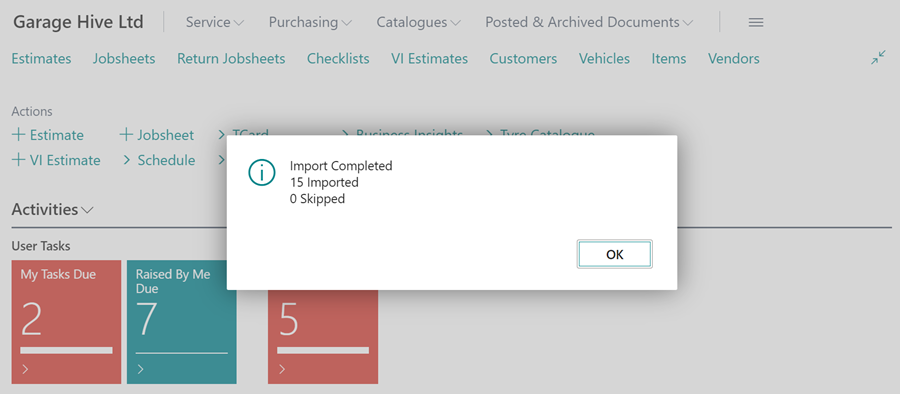 Garage Hive Ltd Service Purchasing Catalogues Posted & Archived Documents
Estimates Jobsheets Return Jobsheets Checklists VI Estimates Customers Vehicles Items Vendors
Actions
Estimate Jobsheet TCard Business Insights Tyre Catalogue
VI Estimate Schedule
Import Completed
15 Imported
0 Skipped
OK
Activities
User Tasks
My Tasks Due
2
Raised By Me
Due
7
5